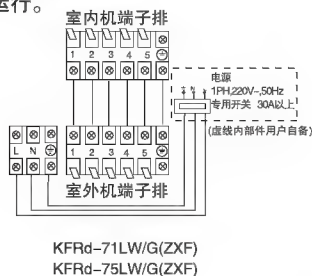 运行。
室内机端子排
1 2 3 4 5
电源
N
1PH,220V~,50Hz
专用开关 30A以上
(虚线内部件用户自备)
L N
1 2 3 4 5
室外机端子排
KFRd-71LW/G(ZXF)
KFRd-75LW/G(ZXF)